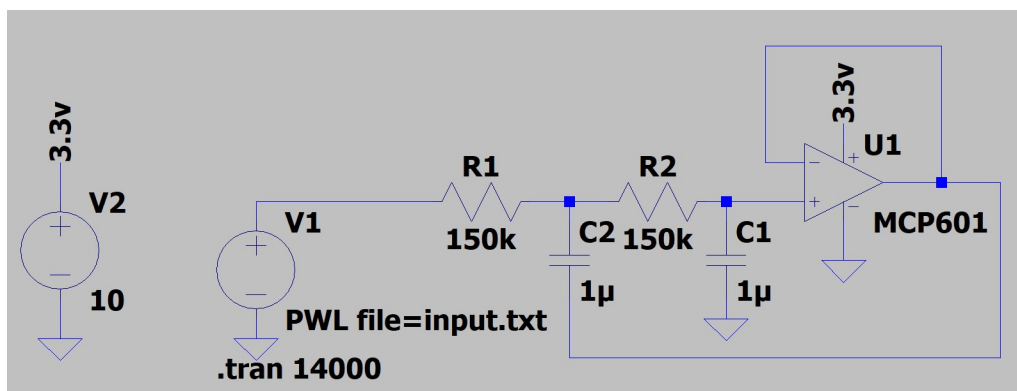 3.3v
V2
10
V1
PWL file=input.txt
.tran 14000
R1
150k
C2
1µ
R2
150k
C1
1µ
3.3v
U1
MCP601